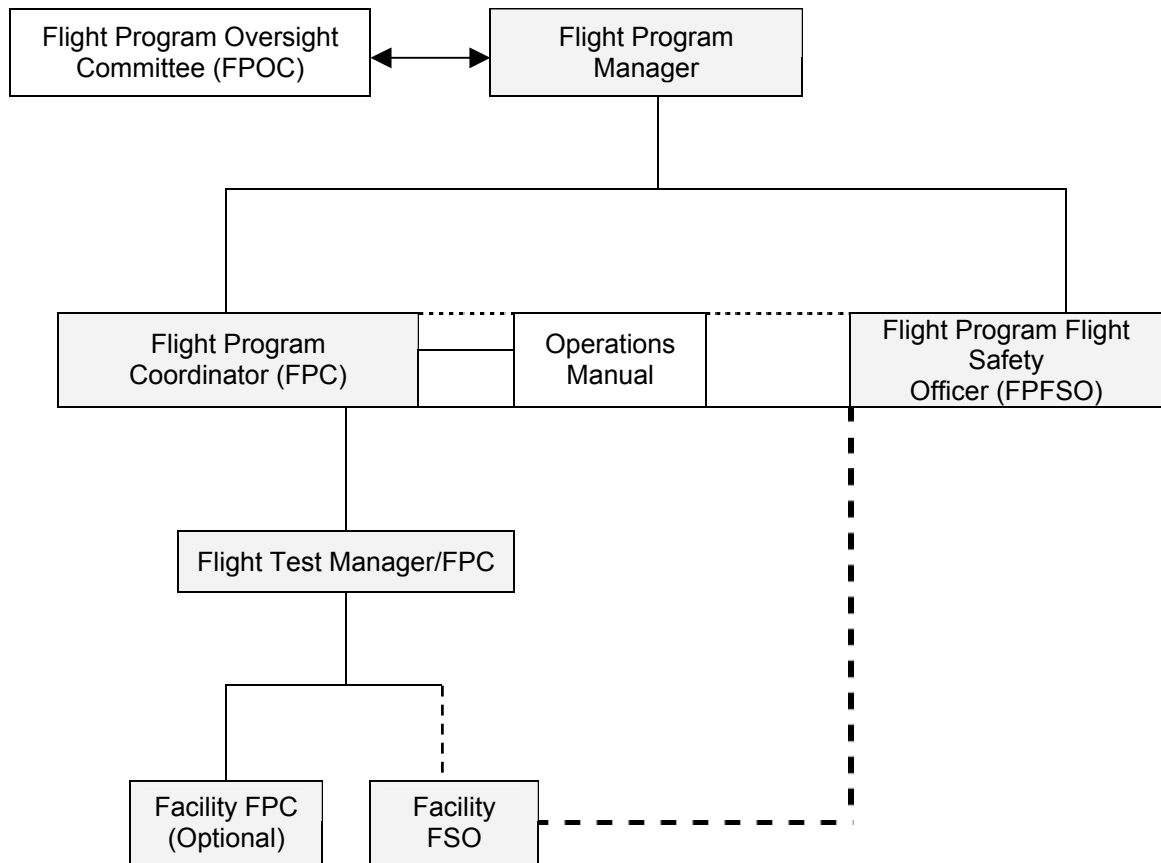 Flight Program Oversight
Committee (FPOC)
Flight Program
Manager
Flight Program
Coordinator (FPC)
Operations
Manual
Flight Program Flight
Safety
Officer (FPFSO)
Flight Test Manager/FPC
Facility FPC
(Optional)
Facility
FSO